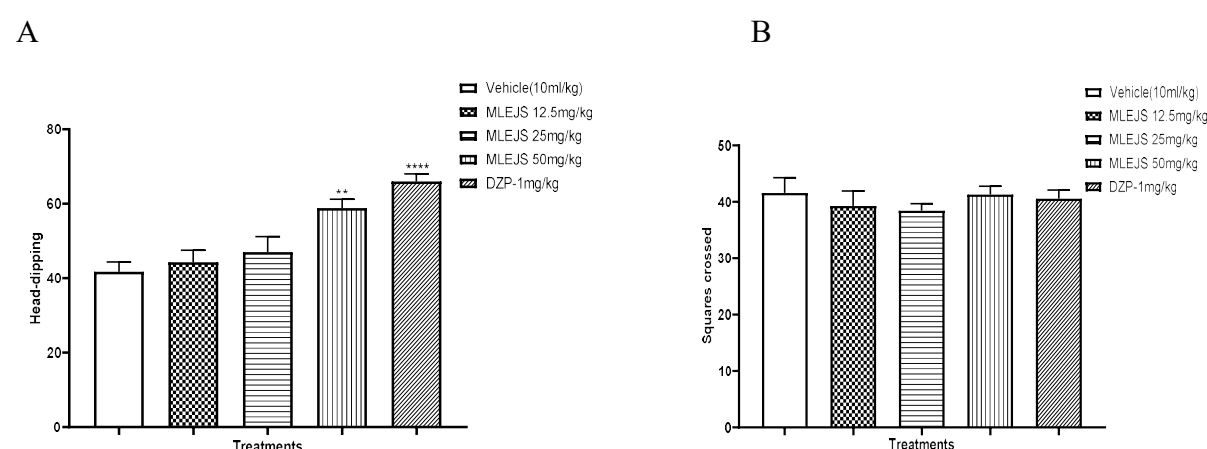 A
B
Vehicle(10ml/kg)
MLEJS 12.5mg/kg
MLEJS 25mg/kg
MLEJS 50mg/kg
DZP-1mg/kg
80
60
40
20
0
Head-dipping
**
****
Treatments
Vehicle(10ml/kg)
MLEJS 12.5mg/kg
MLEJS 25mg/kg
MLEJS 50mg/kg
DZP-1mg/kg
50
40
30
20
10
0
Squares crossed
Treatments